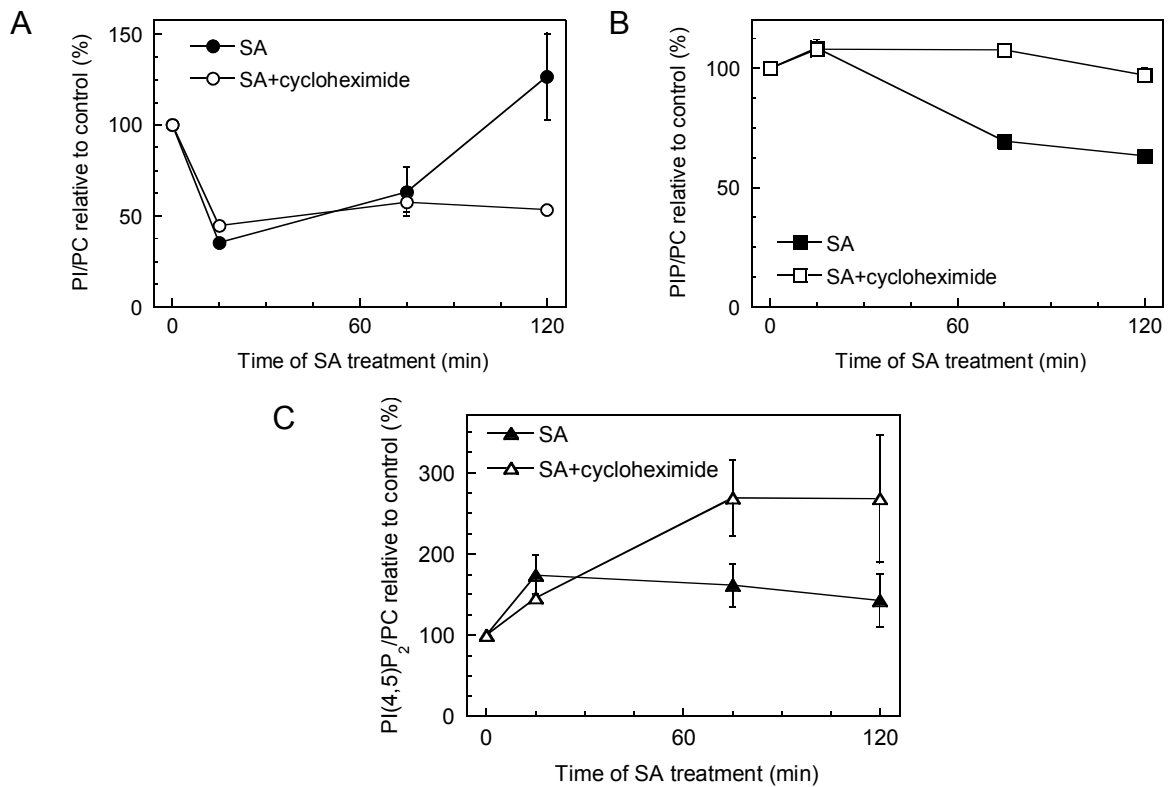 A
PI/PC relative to control (%)
150
100
50
0
SA
SA+cycloheximide
0
60
120
Time of SA treatment (min)
B
PIP/PC relative to control (%)
100
50
0
SA
SA+cycloheximide
0
60
120
Time of SA treatment (min)
C
PI(4,5)P₂/PC relative to control (%)
300
200
100
0
SA
SA+cycloheximide
0
60
120
Time of SA treatment (min)